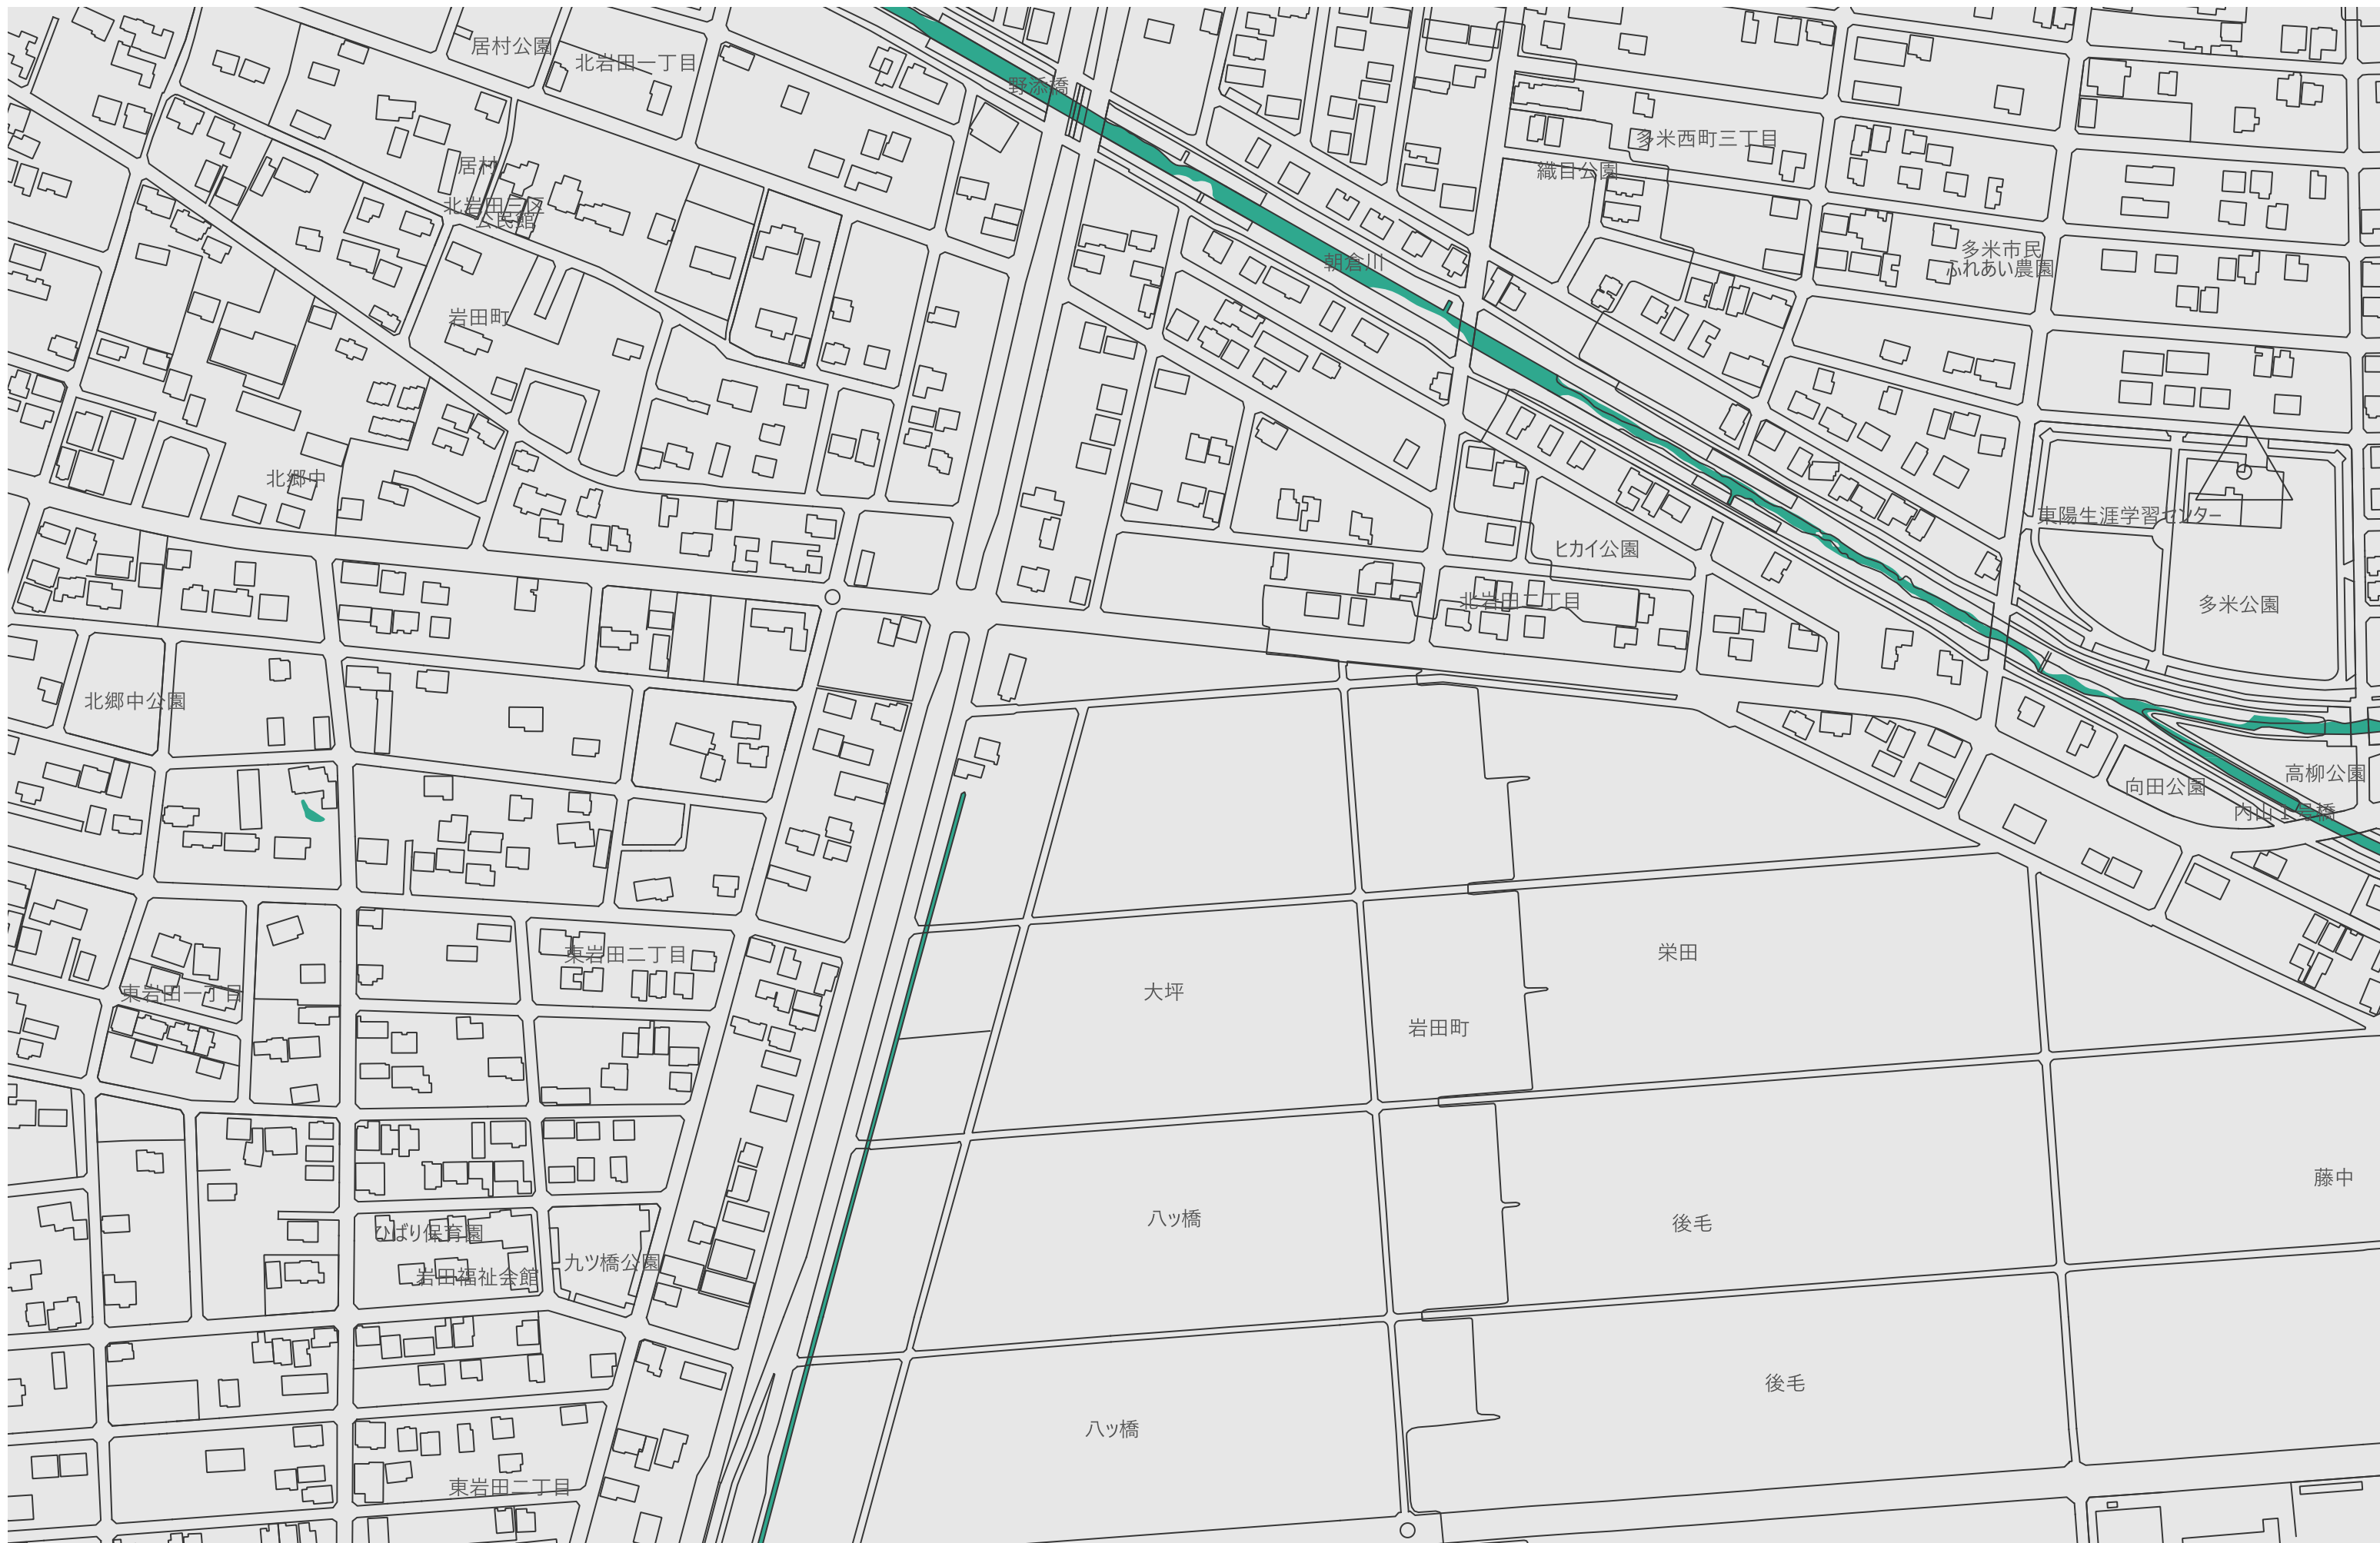 居村公園
北岩田一丁目
野添橋
多米西町三丁目
居村
織目公園
北岩田三区
公民館
多米市民
ふれあい農園
朝倉川
岩田町
北郷中
東陽生涯学習センター
ヒカイ公園
北岩田二丁目
多米公園
北郷中公園
高柳公園
向田公園
内山1号橋
東岩田二丁目
栄田
東岩田一丁目
大坪
岩田町
藤中
八ッ橋
後毛
ひばり保育園
九ツ橋公園
岩田福祉会館
後毛
八ッ橋
東岩田二丁目